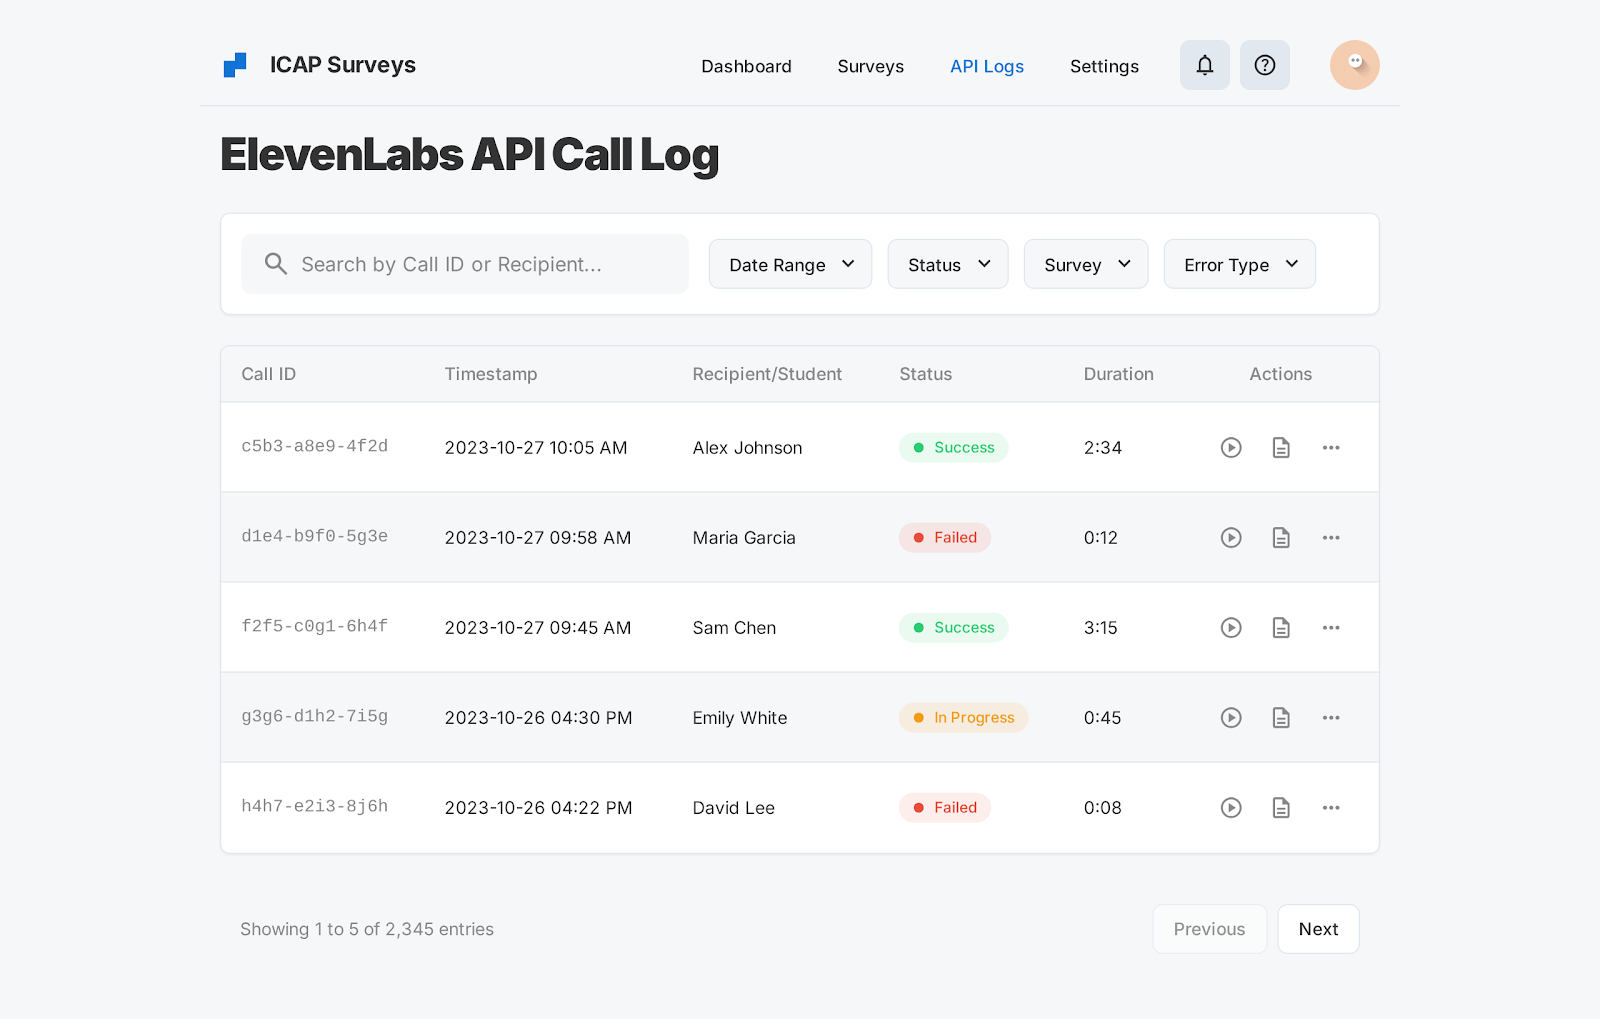 ICAP Surveys
Dashboard Surveys API Logs Settings
ElevenLabs API Call Log
Search by Call ID or Recipient... Date Range Status Survey Error Type
Call ID Timestamp Recipient/Student Status Duration Actions
c5b3-a8e9-4f2d 2023-10-27 10:05 AM Alex Johnson Success 2:34
d1e4-b9f0-5g3e 2023-10-27 09:58 AM Maria Garcia Failed 0:12
f2f5-c0g1-6h4f 2023-10-27 09:45 AM Sam Chen Success 3:15
g3g6-d1h2-7i5g 2023-10-26 04:30 PM Emily White In Progress 0:45
h4h7-e2i3-8j6h 2023-10-26 04:22 PM David Lee Failed 0:08
Showing 1 to 5 of 2,345 entries Previous Next